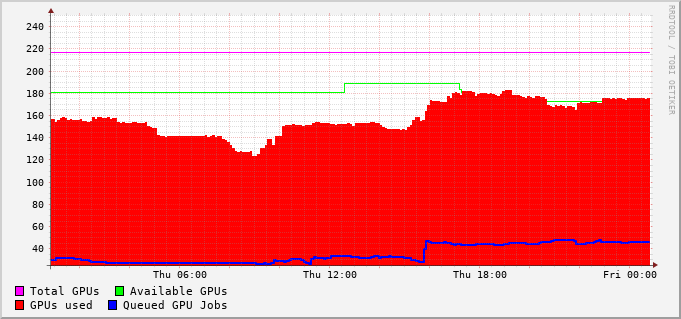 RRDTOOL / TOBI OETIKER
240
220
200
180
160
140
120
100
80
60
40
Thu 06:00 Thu 12:00 Thu 18:00 Fri 00:00
Total GPUs Available GPUs
GPUs used Queued GPU Jobs